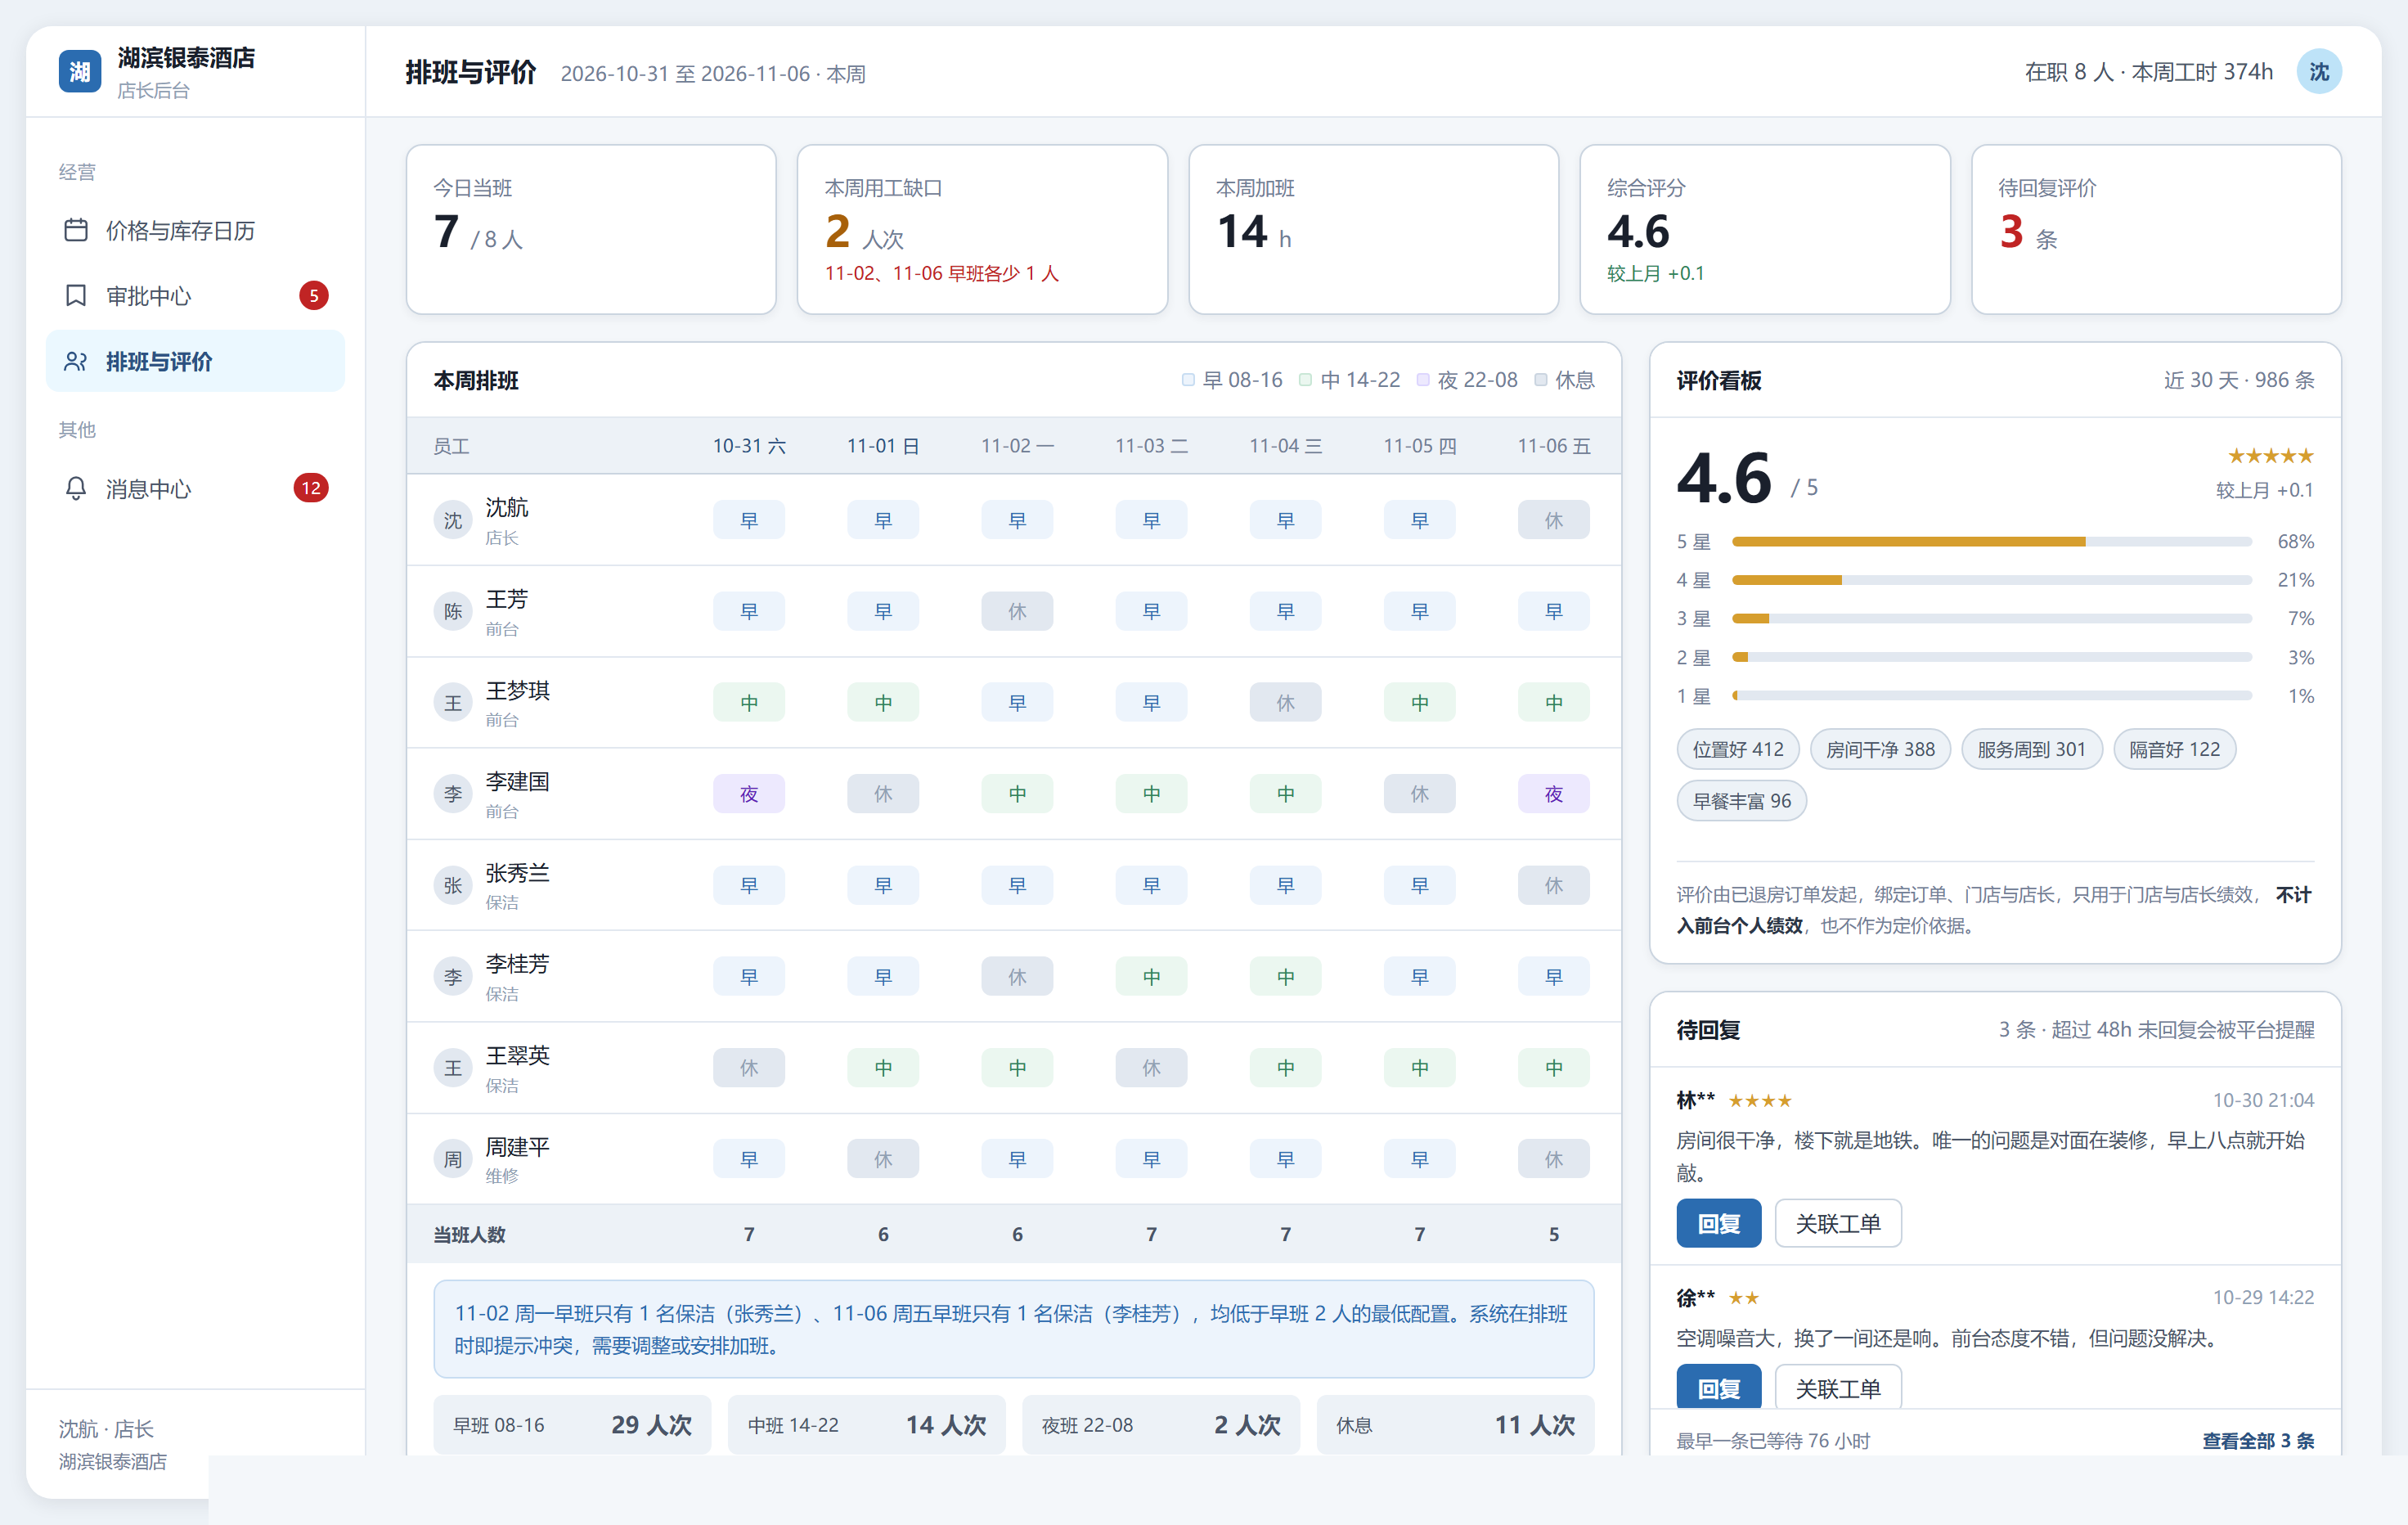 湖
湖滨银泰酒店
店长后台
经营
价格与库存日历
审批中心 5
排班与评价
其他
消息中心 12
沈航 · 店长
湖滨银泰酒店
排班与评价 2026-10-31 至 2026-11-06 · 本周
在职 8 人 · 本周工时 374h 沈
今日当班
7 / 8 人
本周用工缺口
2 人次
11-02、11-06 早班各少 1 人
本周加班
14 h
综合评分
4.6
较上月 +0.1
待回复评价
3 条
本周排班 早 08-16 中 14-22 夜 22-08 休息
员工 10-31 六 11-01 日 11-02 一 11-03 二 11-04 三 11-05 四 11-06 五
沈 沈航 早 早 早 早 早 早 休
店长
陈 王芳 早 早 休 早 早 早 早
前台
王 王梦琪 中 中 早 早 休 中 中
前台
李 李建国 夜 休 中 中 中 休 夜
前台
张 张秀兰 早 早 早 早 早 早 休
保洁
李 李桂芳 早 早 休 中 中 早 早
保洁
王 王翠英 休 中 中 休 中 中 中
保洁
周 周建平 早 休 早 早 早 早 休
维修
当班人数 7 6 6 7 7 7 5
11-02 周一早班只有 1 名保洁（张秀兰）、11-06 周五早班只有 1 名保洁（李桂芳），均低于早班 2 人的最低配置。系统在排班
时即提示冲突，需要调整或安排加班。
早班 08-16 29 人次
中班 14-22 14 人次
夜班 22-08 2 人次
休息 11 人次
评价看板 近 30 天 · 986 条
4.6 / 5 ★★★★★
较上月 +0.1
5 星 68%
4 星 21%
3 星 7%
2 星 3%
1 星 1%
位置好 412 房间干净 388 服务周到 301 隔音好 122
早餐丰富 96
评价由已退房订单发起，绑定订单、门店与店长，只用于门店与店长绩效，不计
入前台个人绩效，也不作为定价依据。
待回复 3 条 · 超过 48h 未回复会被平台提醒
林** ★★★★ 10-30 21:04
房间很干净，楼下就是地铁。唯一的问题是对面在装修，早上八点就开始
敲。
回复 关联工单
徐** ★★ 10-29 14:22
空调噪音大，换了一间还是响。前台态度不错，但问题没解决。
回复 关联工单
最早一条已等待 76 小时 查看全部 3 条